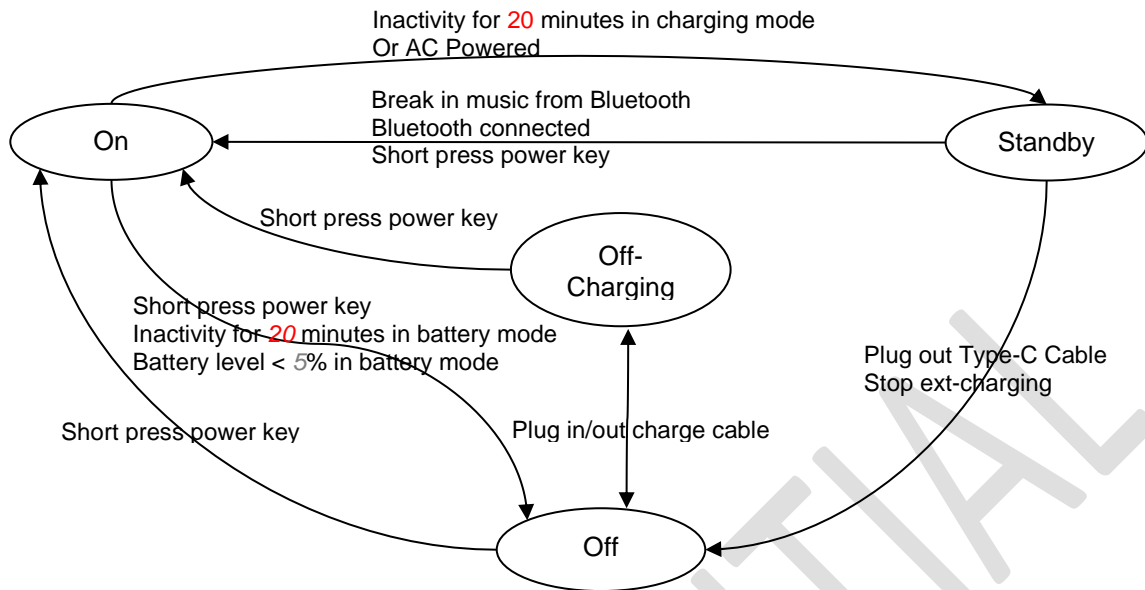 Inactivity for 20 minutes in charging mode
Or AC Powered
Break in music from Bluetooth
Bluetooth connected
Short press power key
On
Standby
Short press power key
Off-
Charging
Short press power key
Inactivity for 20 minutes in battery mode
Battery level < 5% in battery mode
Plug out Type-C Cable
Stop ext-charging
Short press power key
Plug in/out charge cable
Off
NTIAL